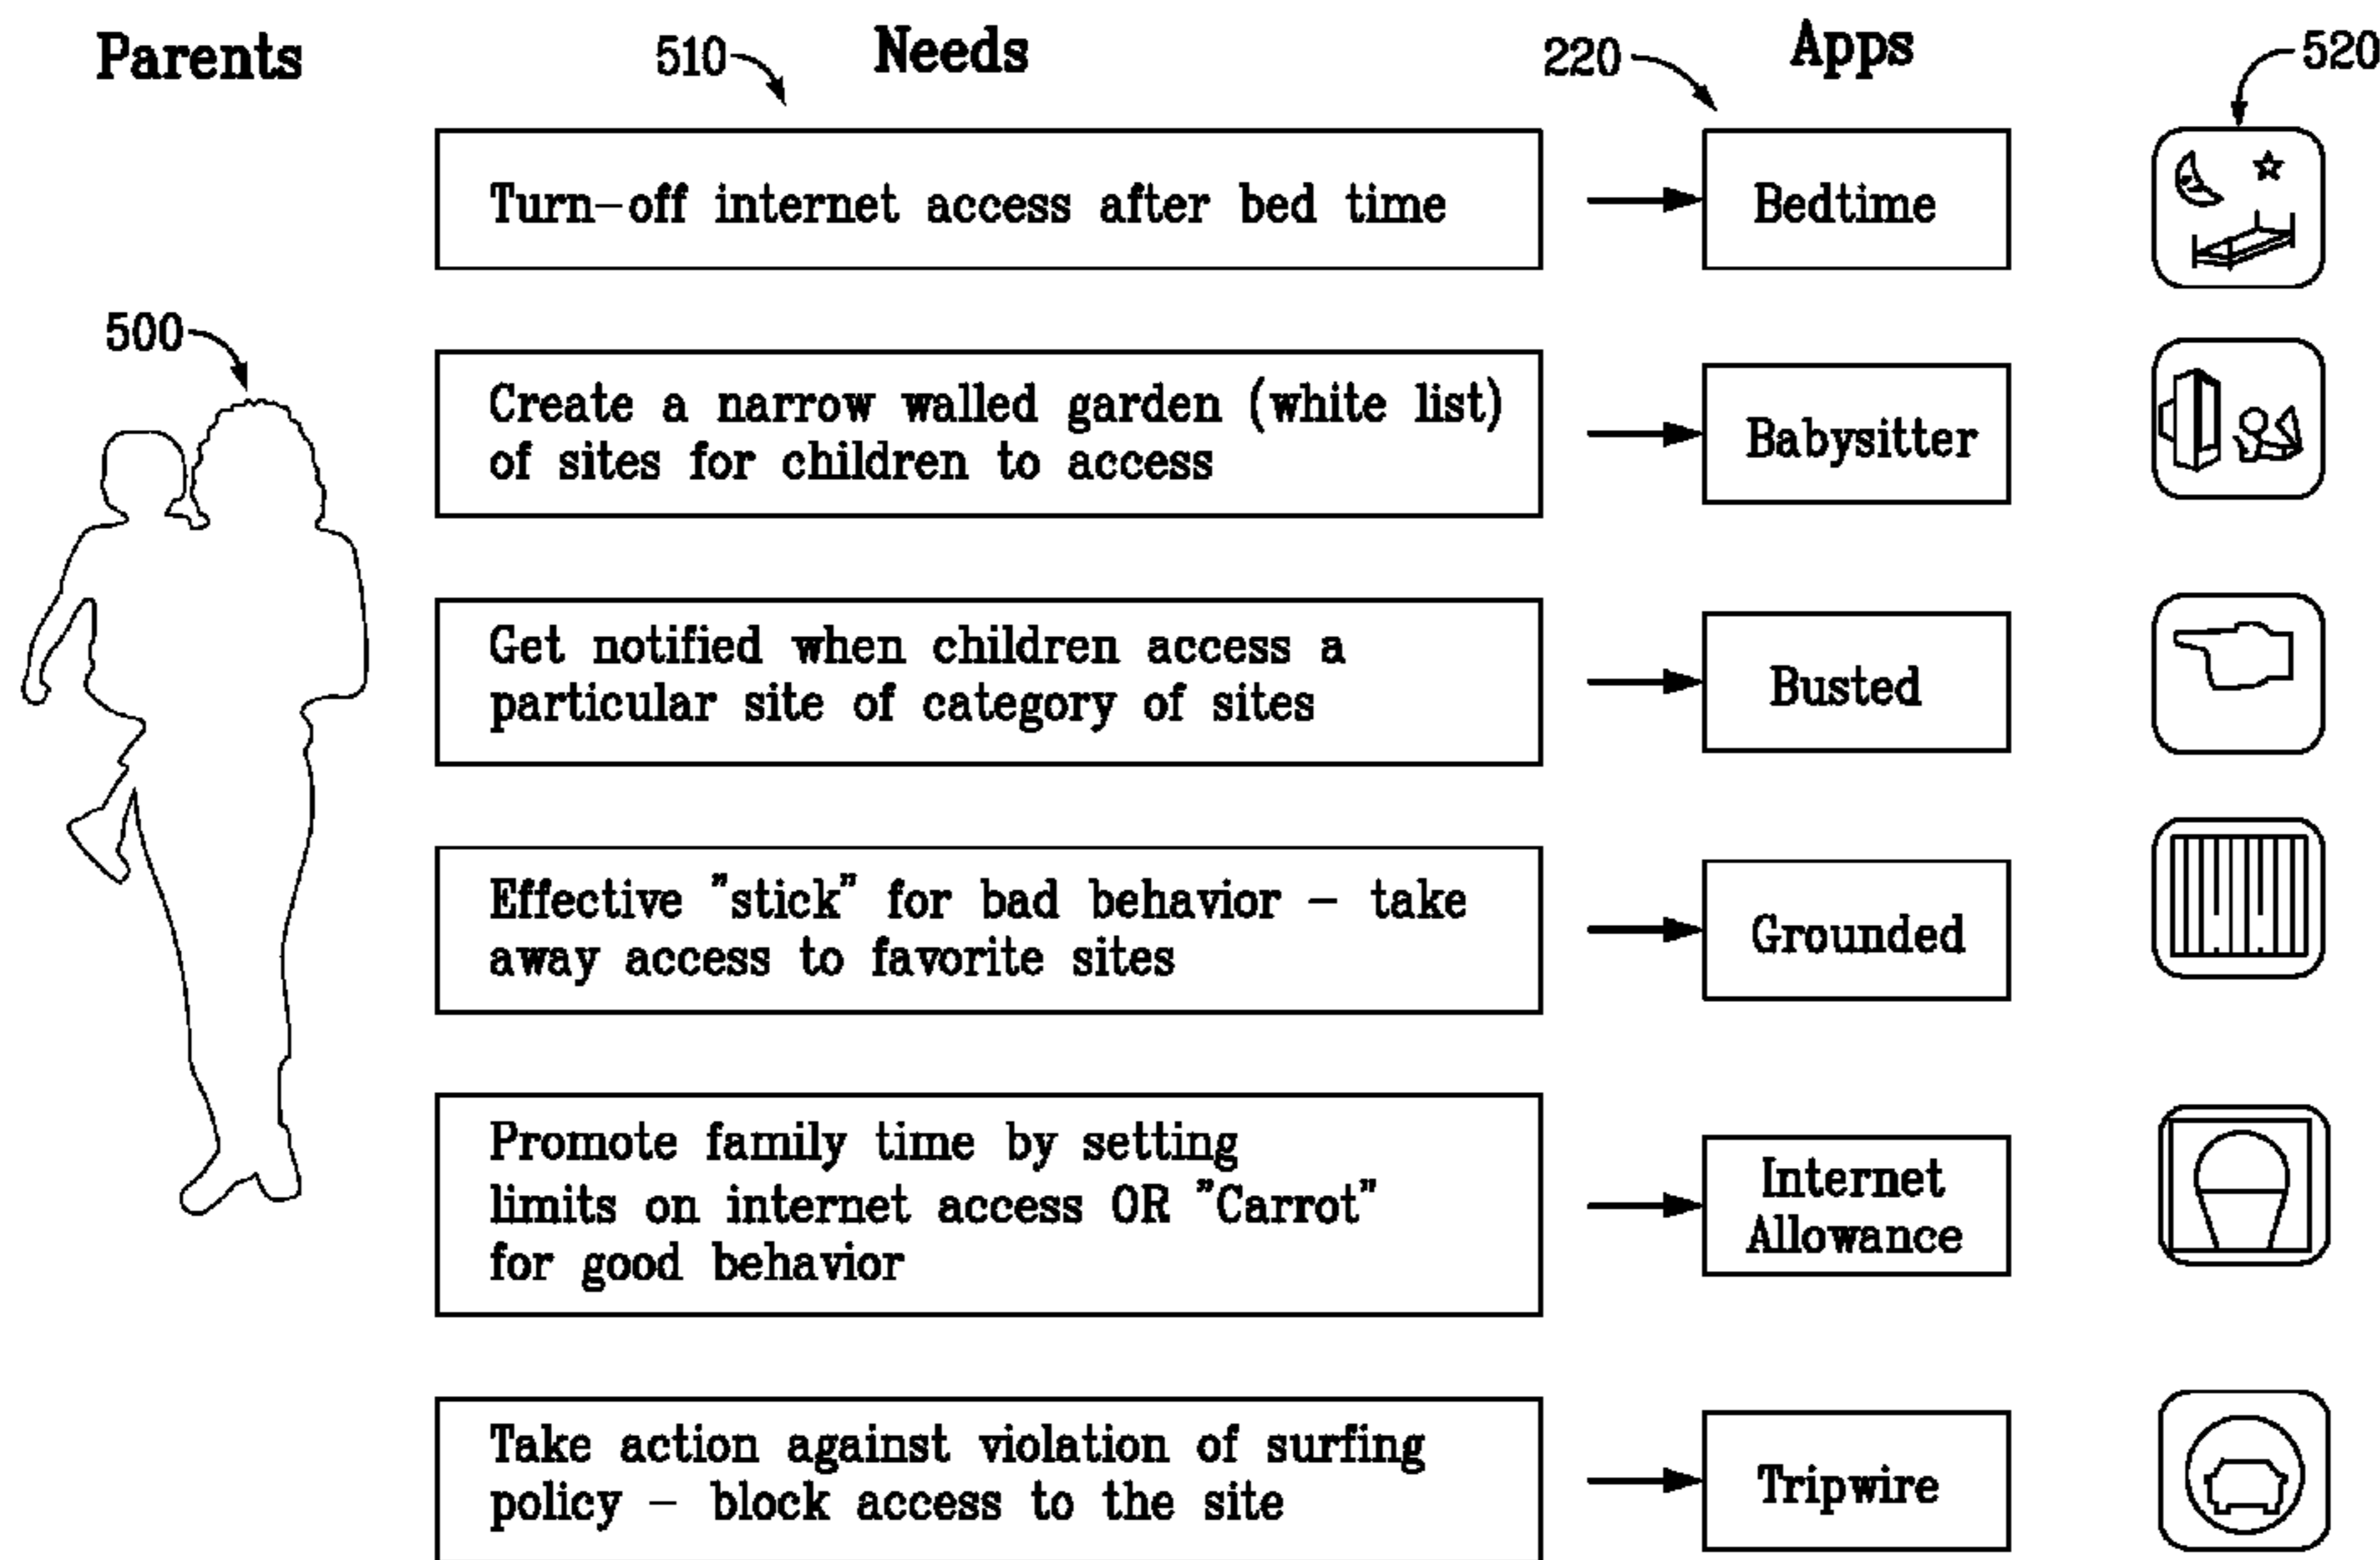 Parents
510
Needs
220
Apps
520
Turn-off internet access after bed time
Bedtime
500
Create a narrow walled garden (white list)
of sites for children to access
Babysitter
Get notified when children access a
particular site of category of sites
Busted
Effective "stick" for bad behavior – take
away access to favorite sites
Grounded
Promote family time by setting
limits on internet access OR "Carrot"
for good behavior
Internet
Allowance
Take action against violation of surfing
policy – block access to the site
Tripwire